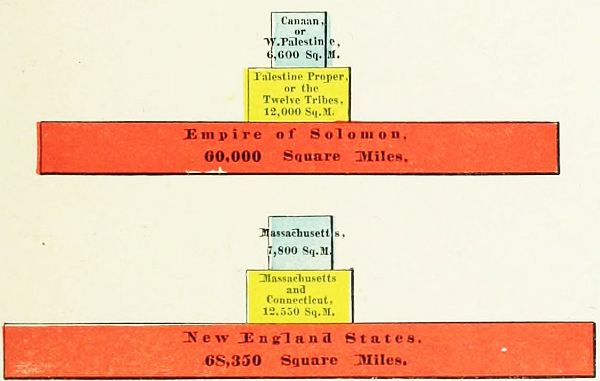 Canaan,
or
W. Palestine,
6,600 Sq. M.
Palestine Proper,
or the
Twelve Tribes,
12,000 Sq. M.
Empire of Solomon.
60,000 Square Miles.
Massachusetts,
7,800 Sq. M.
Massachusetts
and
Connecticut,
12,550 Sq. M.
New England States.
68,350 Square Miles.